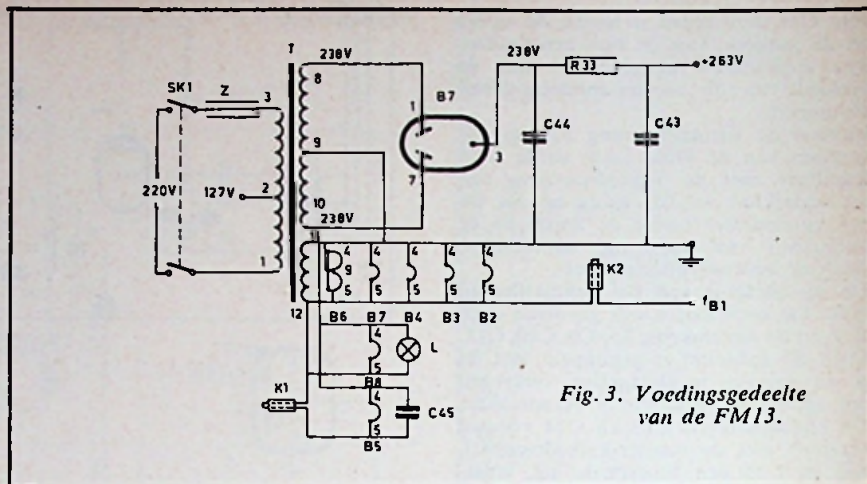 T
238V
8
238V
+263V
SK1
Z
3
B7
R33
1
9
C44
C43
3
220V
127V
2
7
10
238V
1
11
4
4
4
4
4
K2
9
5
5
5
5
5
12
B6
B7
B4
B3
B2
fB1
4
L
5
K1
B8
4
C45
5
B5
Fig. 3. Voedingsgedeelte
van de FM13.